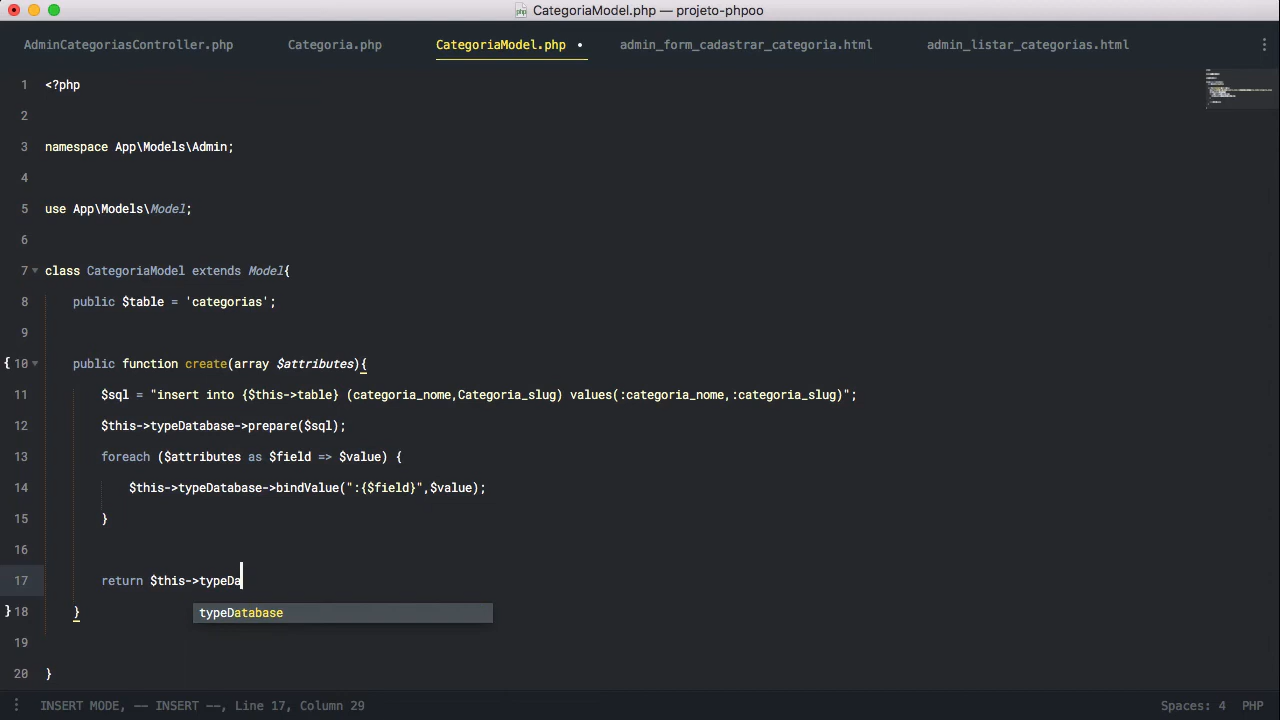 CategoriaModel.php — projeto-phpoo
AdminCategoriasController.php Categoria.php CategoriaModel.php • admin_form_cadastrar_categoria.html admin_listar_categorias.html
1 <?php
2
3 namespace App\Models\Admin;
4
5 use App\Models\Model;
6
7 class CategoriaModel extends Model{
8 public $table = 'categorias';
9
{ 10 public function create(array $attributes){
11 $sql = "insert into {$this->table} (categoria_nome,Categoria_slug) values(:categoria_nome,:categoria_slug)";
12 $this->typeDatabase->prepare($sql);
13 foreach ($attributes as $field => $value) {
14 $this->typeDatabase->bindValue(":{$field}",$value);
15 }
16
17 return $this->typeDa
typeDatabase
} 18 }
19
20 }
INSERT MODE, -- INSERT --, Line 17, Column 29 Spaces: 4 PHP